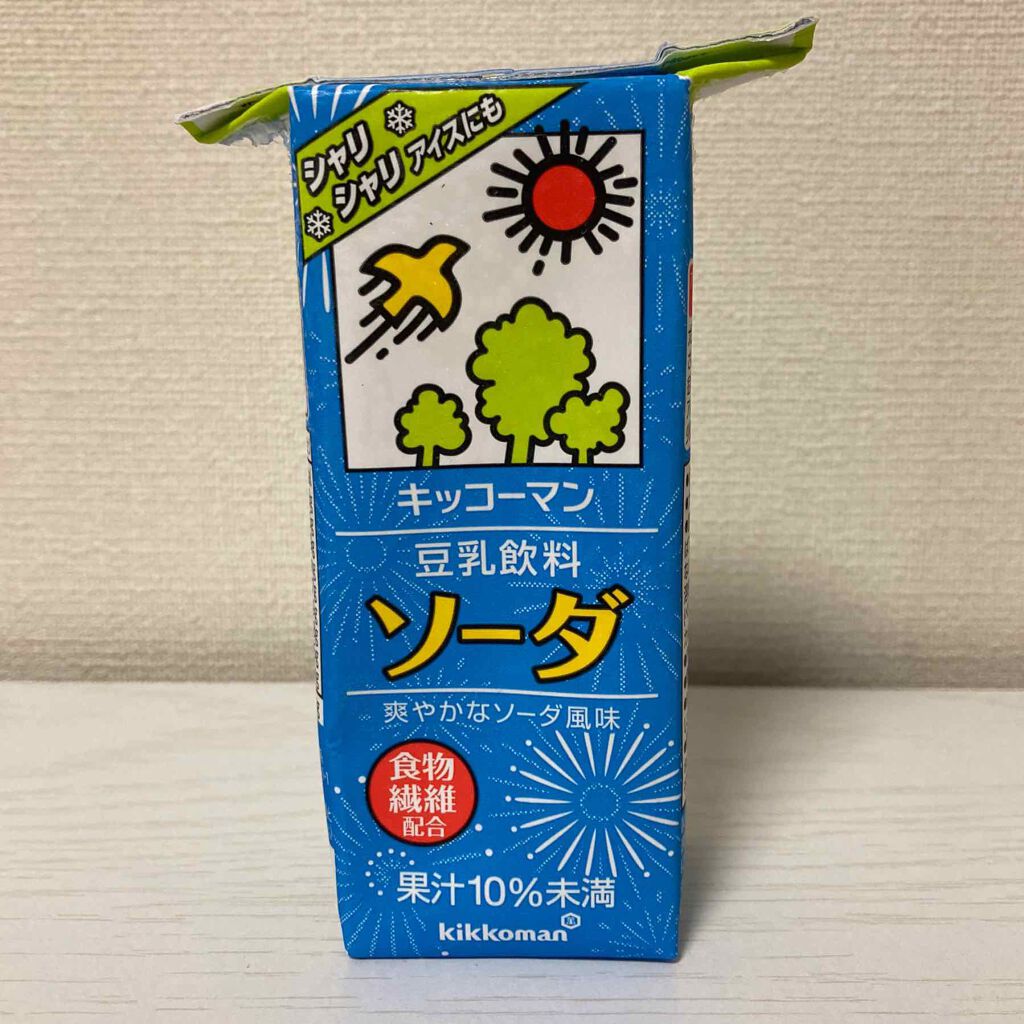 シャリ
シャリ アイスにも
キッコーマン
豆乳飲料
ソーダ
爽やかなソーダ風味
食物
繊維
配合
果汁10%未満
kikkoman